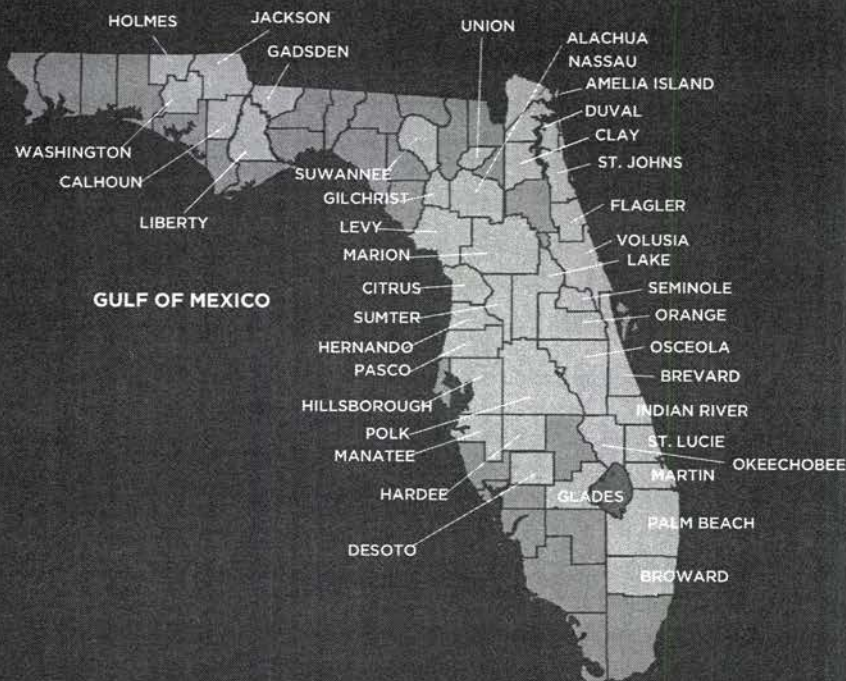 HOLMES
JACKSON
GADSDEN
UNION
ALACHUA
NASSAU
AMELIA ISLAND
DUVAL
CLAY
ST. JOHNS
FLAGLER
VOLUSIA
LAKE
SEMINOLE
ORANGE
OSCEOLA
BREVARD
INDIAN RIVER
ST. LUCIE
OKEECHOBEE
MARTIN
PALM BEACH
BROWARD
WASHINGTON
CALHOUN
LIBERTY
SUWANNEE
GILCHRIST
LEVY
MARION
CITRUS
SUMTER
HERNANDO
PASCO
HILLSBOROUGH
POLK
MANATEE
HARDEE
DESOTO
GLADES
GULF OF MEXICO